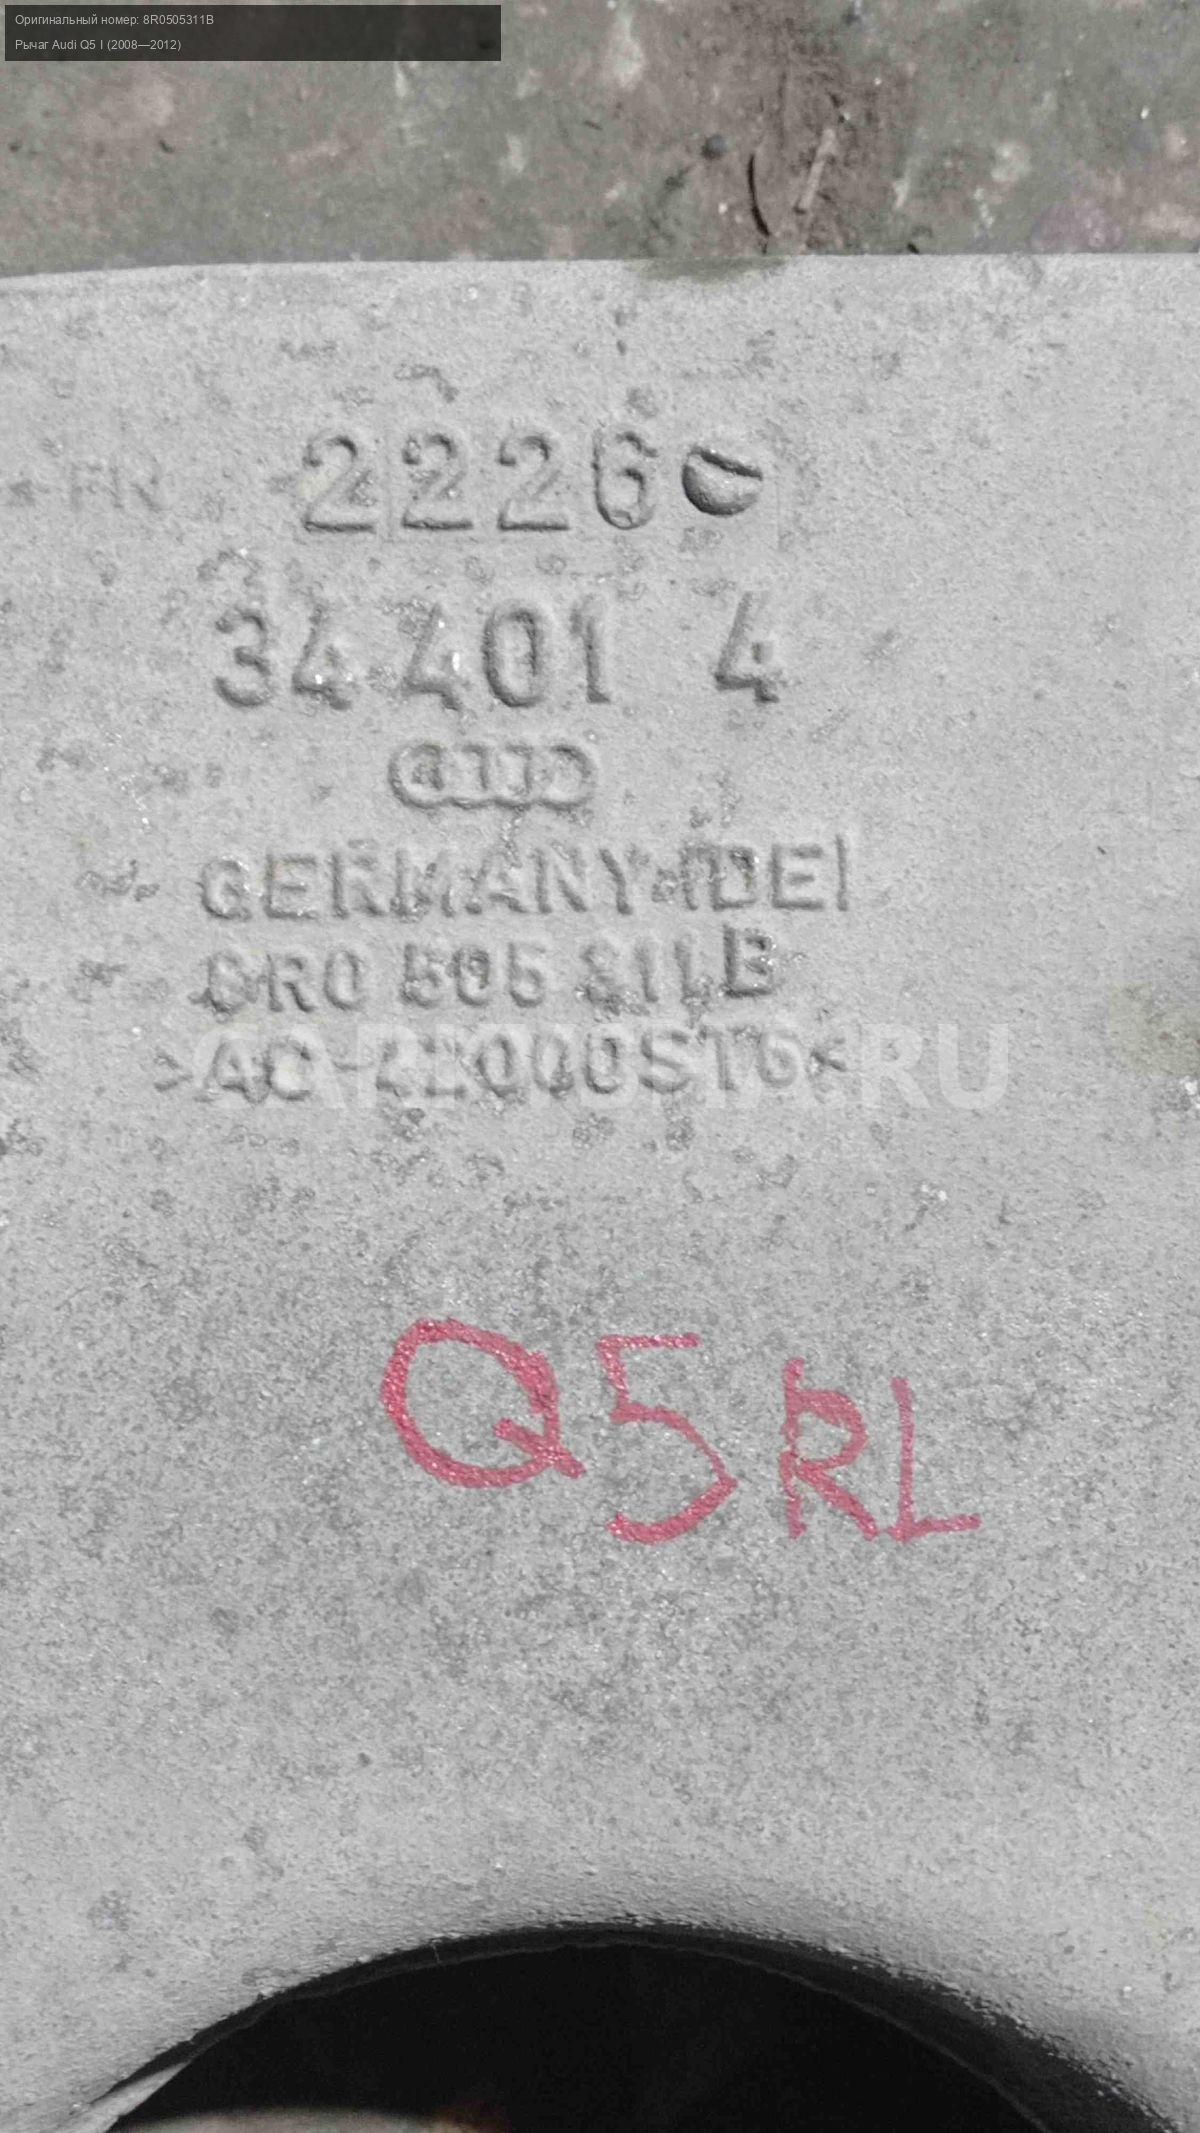 Оригинальный номер: 8R0505311B
Рычаг Audi Q5 I (2008—2012)
2226
34 401 4
GERMANY (DE)
8R0 505 311 B
Q5 RL